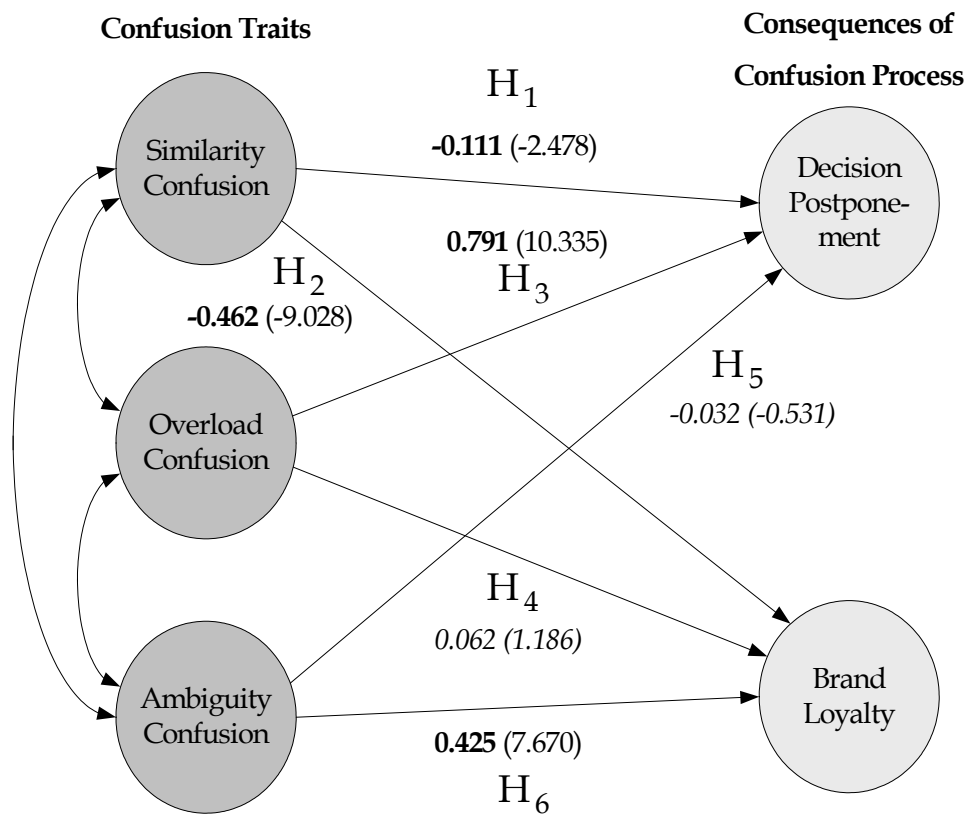 Confusion Traits
Consequences of
Confusion Process
H1
-0.111 (-2.478)
Similarity
Confusion
Decision
Postpone-
ment
0.791 (10.335)
H3
H2
-0.462 (-9.028)
H5
-0.032 (-0.531)
Overload
Confusion
H4
0.062 (1.186)
Ambiguity
Confusion
Brand
Loyalty
0.425 (7.670)
H6